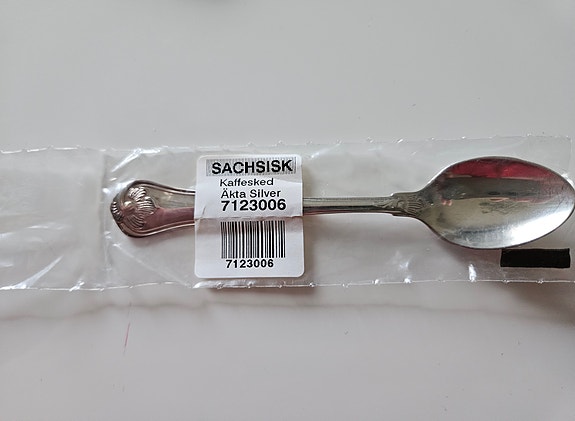 SACHSISK
Kaffesked
Äkta Silver
7123006
7123006